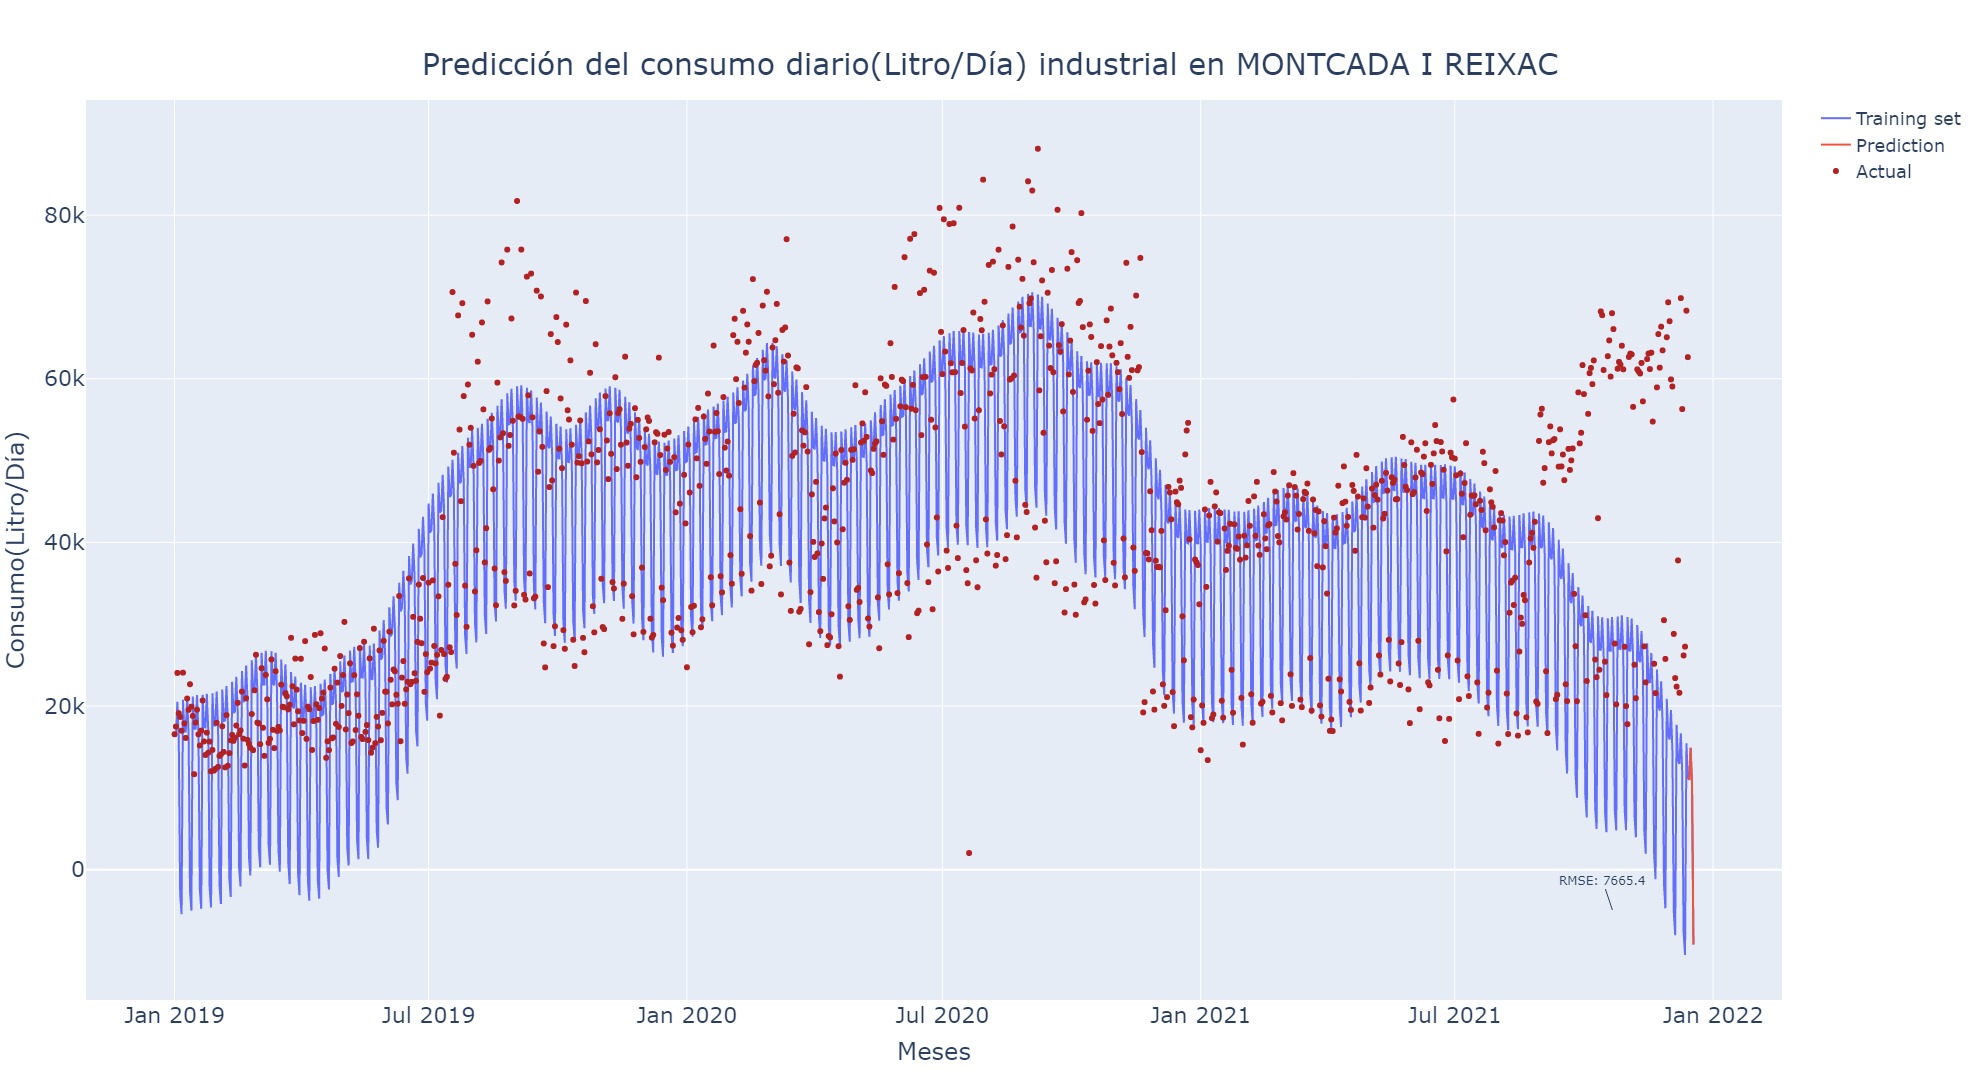 Predicción del consumo diario(Litro/Día) industrial en MONTCADA I REIXAC
Training set
Prediction
Actual
Consumo(Litro/Día)
80k
60k
40k
20k
0
RMSE: 7665.4
Jan 2019
Jul 2019
Jan 2020
Jul 2020
Jan 2021
Jul 2021
Jan 2022
Meses